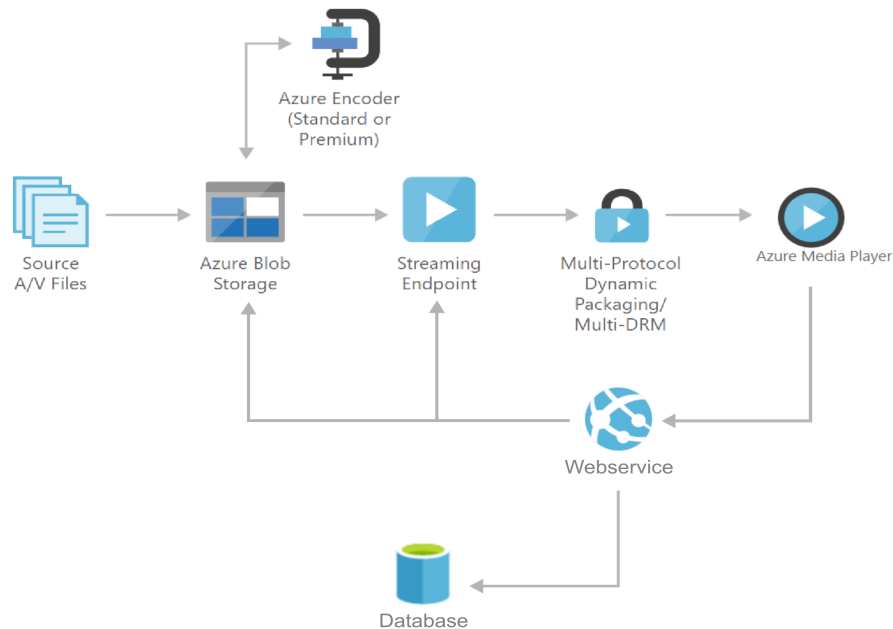 Azure Encoder
(Standard or
Premium)
Source
A/V Files
Azure Blob
Storage
Streaming
Endpoint
Multi-Protocol
Dynamic
Packaging/
Multi-DRM
Azure Media Player
Webservice
Database